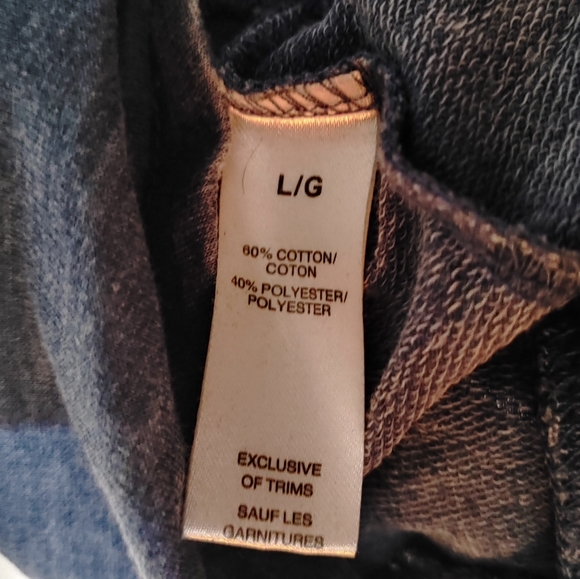 L/G
60% COTTON/
COTON
40% POLYESTER/
POLYESTER
EXCLUSIVE
OF TRIMS
SAUF LES
GARNITURES